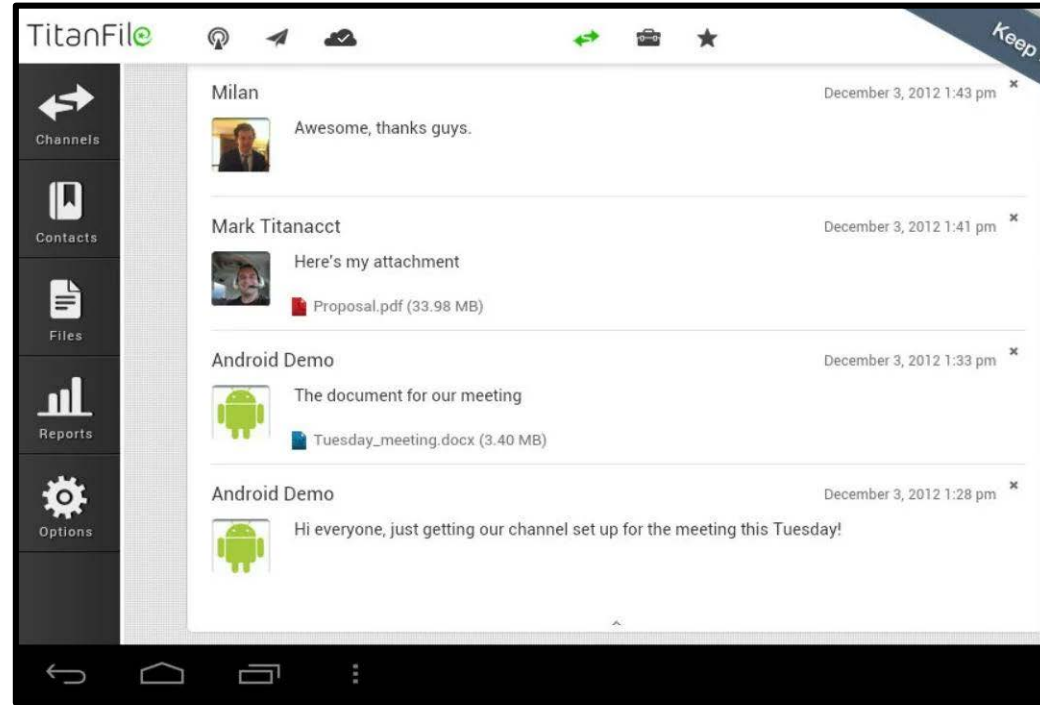 TitanFile
Keep
Channels
Contacts
Files
Reports
Options
Milan
December 3, 2012 1:43 pm
Awesome, thanks guys.
Mark Titanacct
December 3, 2012 1:41 pm
Here's my attachment
Proposal.pdf (33.98 MB)
Android Demo
December 3, 2012 1:33 pm
The document for our meeting
Tuesday_meeting.docx (3.40 MB)
Android Demo
December 3, 2012 1:28 pm
Hi everyone, just getting our channel set up for the meeting this Tuesday!